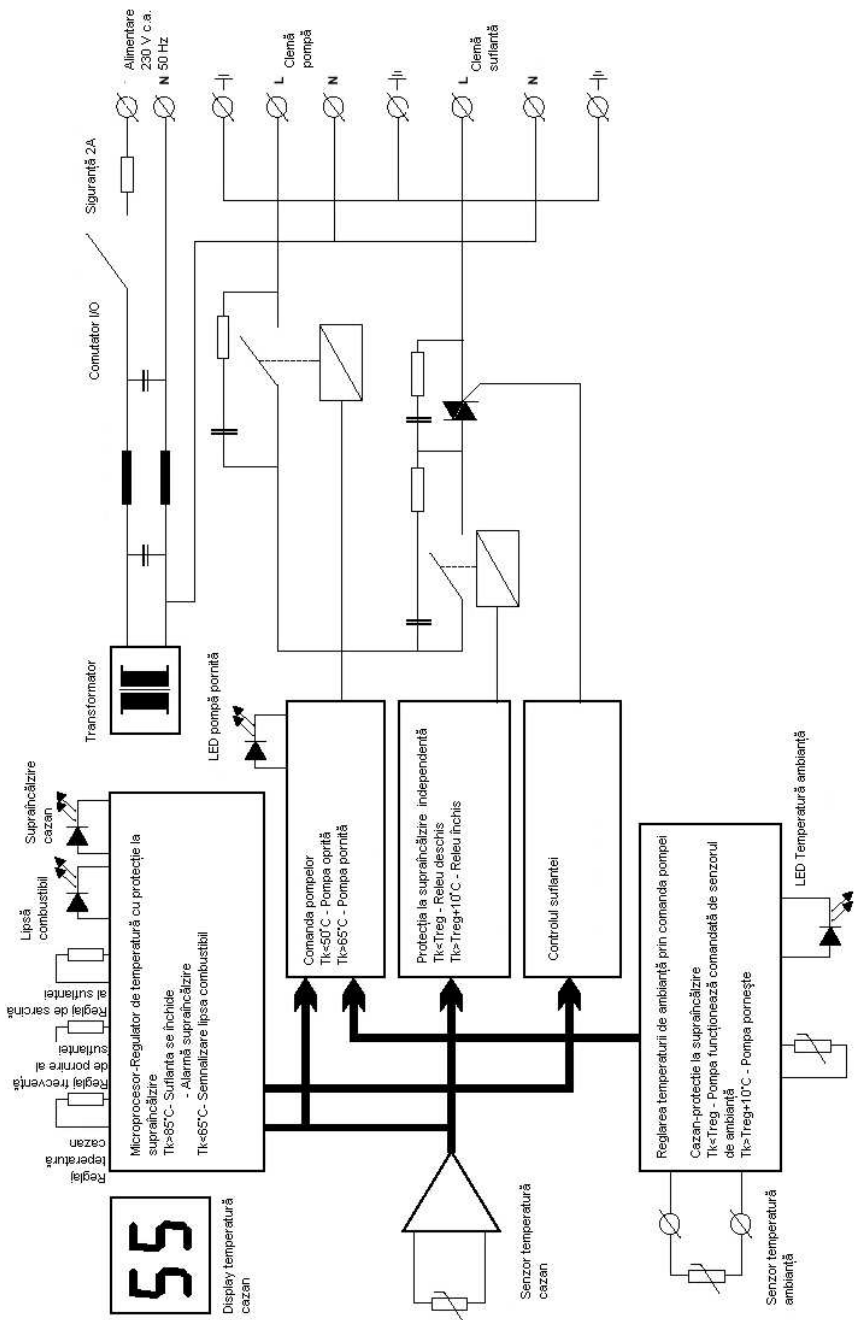 Display temperatură
cazan
Reglaj
teperatură
cazan
Reglaj frecvență
de pornire al
suflantei
Reglaj de sarcină
al suflantei
Lipsă
combustibil
Supraîncălzire
cazan
Transformator
Comutator I/O
Siguranță 2A
Alimentare
230 V c.a.
50 Hz
N
Microprocesor-Regulator de temperatură cu protecție la
supraîncălzire
Tk>85°C- Suflanta se închide
- Alarmă supraîncălzire
Tk<65°C- Semnalizare lipsa combustibil
LED pompă pornită
Clemă
pompă
L
N
Comanda pompelor
Tk<50°C - Pompa oprită
Tk>65°C - Pompa pornită
Protecția la supraîncălzire independentă
Tk<Treg - Releu deschis
Tk>Treg+10°C - Releu închis
Clemă
suflantă
L
N
Controlul suflantei
Senzor temperatură
cazan
Reglarea temperaturii de ambianță prin comanda pompei
Cazan-protectie la supraîncălzire
Tk<Treg - Pompa funcționează comandată de senzorul
de ambianță
Tk>Treg+10°C - Pompa pornește
Senzor temperatură
ambianță
LED Temperatură ambianță
55